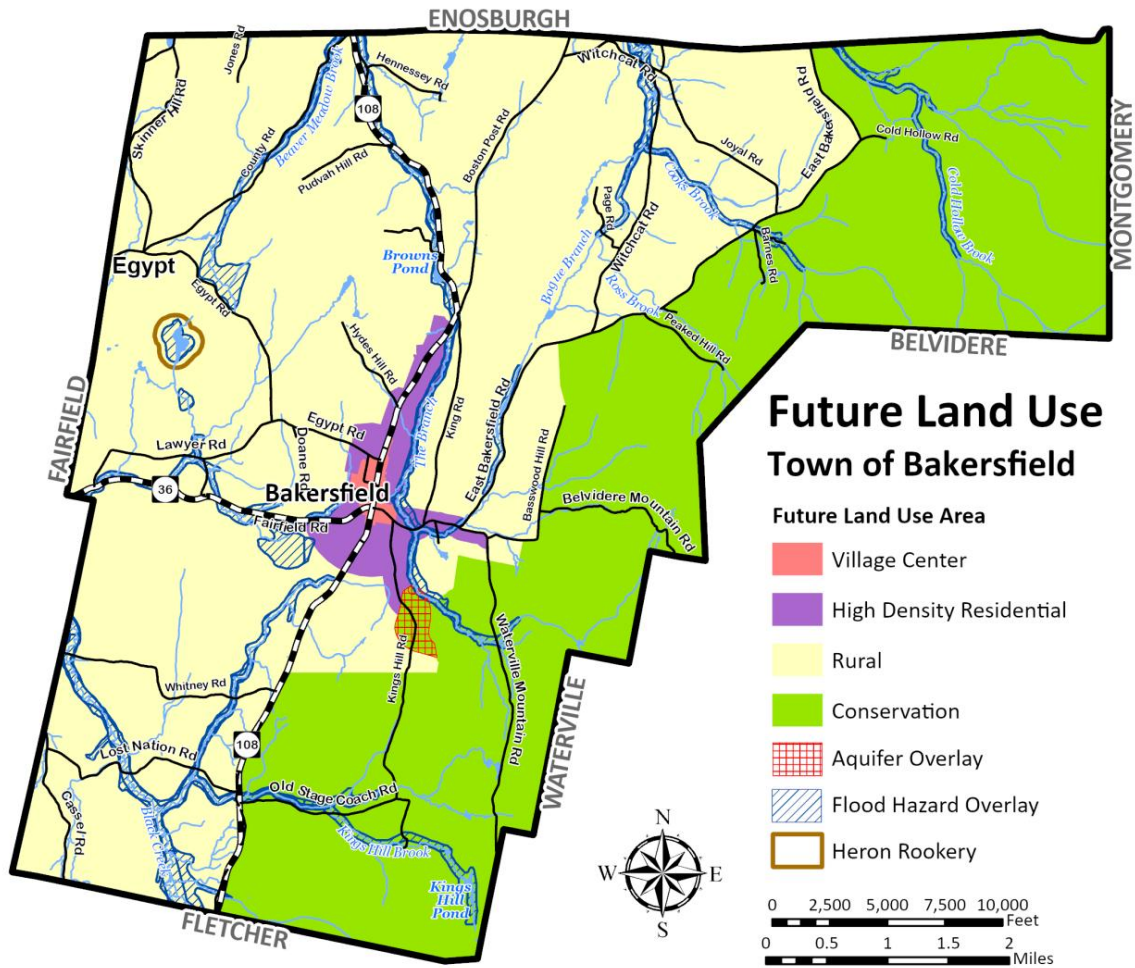 ENOSBURGH
Jones Rd
Skinner Hill Rd
County Rd
Beaver Meadow Brook
Hennessey Rd
108
Pudvah Hill Rd
Boston Post Rd
Witchcat Rd
East Bakersfield Rd
Joyal Rd
Cold Hollow Rd
Cooks Brook
Cold Hollow Brook
MONTGOMERY
Page Rd
Witchcat Rd
Barnes Rd
Bogue Branch
Ross Brook
Peaked Hill Rd
Browns
Pond
Egypt
Egypt Rd
BELVIDERE
Hydes Hill Rd
FAIRFIELD
Lawyer Rd
Egypt Rd
Doane Rd
The Branch
King Rd
East Bakersfield Rd
Basswood Hill Rd
Belvidere Mountain Rd
36
Bakersfield
Fairfield Rd
Kings Hill Rd
Waterville Mountain Rd
WATERVILLE
Whitney Rd
108
Lost Nation Rd
Cassel Rd
Black Creek
Old Stage Coach Rd
Kings Hill Brook
Kings
Hill
Pond
FLETCHER
Future Land Use
Town of Bakersfield
Future Land Use Area
Village Center
High Density Residential
Rural
Conservation
Aquifer Overlay
Flood Hazard Overlay
Heron Rookery
N
W E
S
0 2,500 5,000 7,500 10,000
Feet
0 0.5 1 1.5 2
Miles